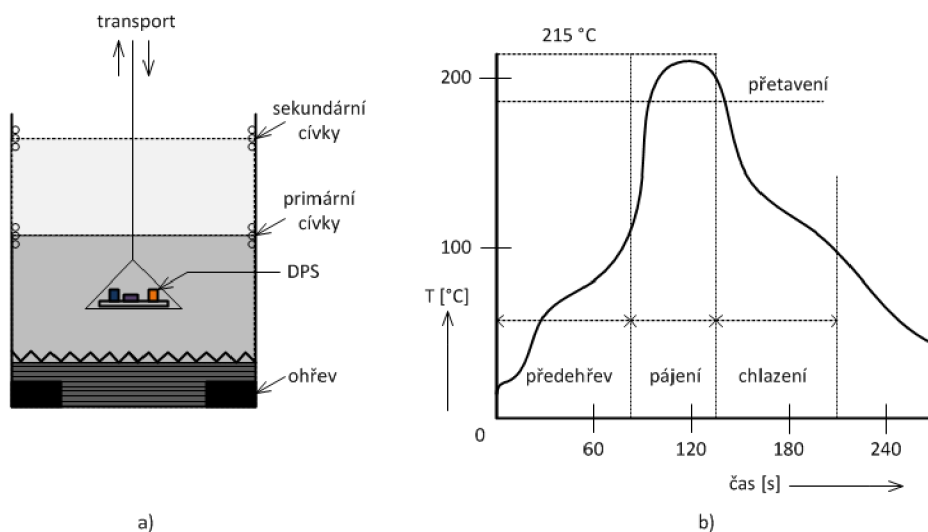 transport
sekundární
cívky
primární
cívky
DPS
ohřev
a)
215 °C
200
přetavení
100
T [°C]
předehřev
pájení
chlazení
0
60
120
180
240
čas [s]
b)